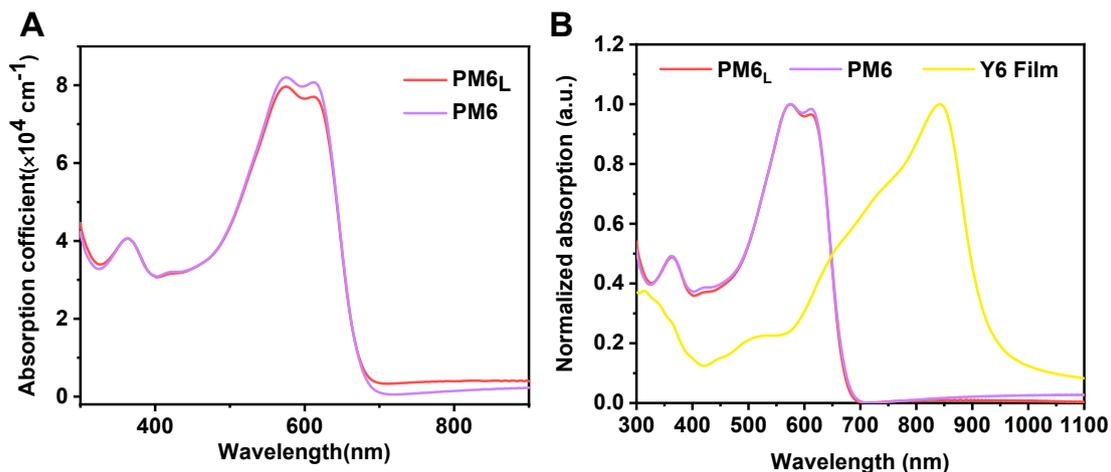 A
Absorption cofficient(×10⁴ cm⁻¹)
8
6
4
2
0
400
600
800
Wavelength(nm)
PM6L
PM6
B
Normalized absorption (a.u.)
1.2
1.0
0.8
0.6
0.4
0.2
0.0
300 400 500 600 700 800 900 1000 1100
Wavelength (nm)
PM6L PM6 Y6 Film